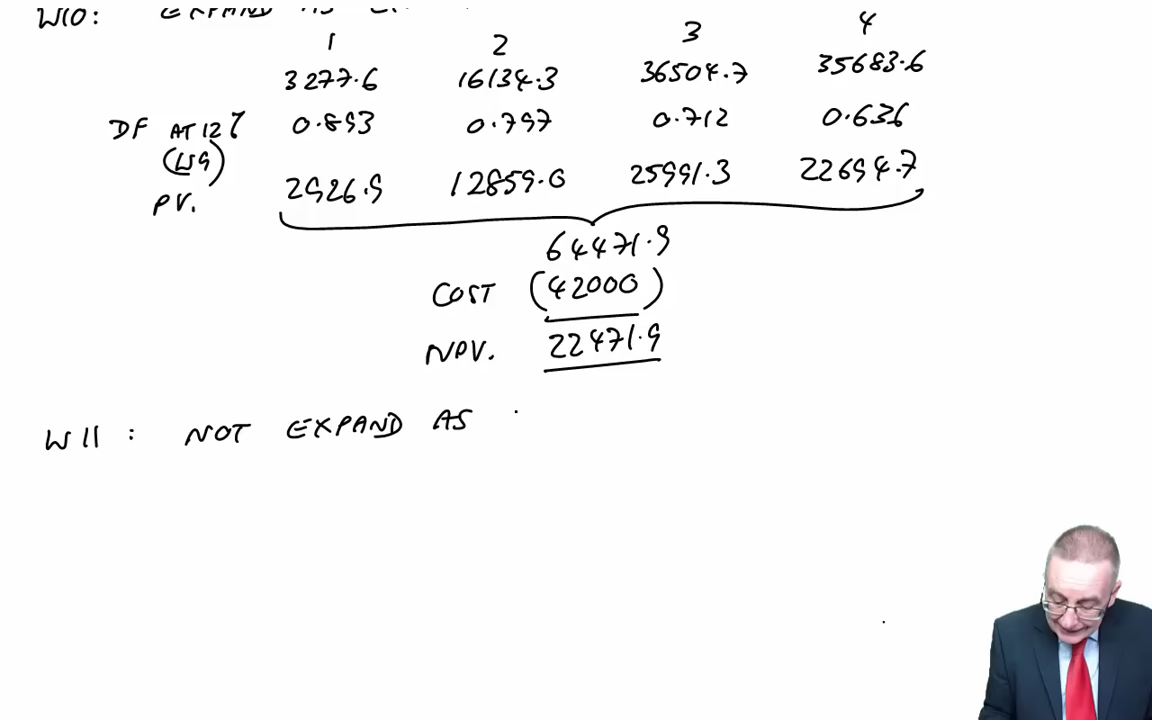 W10: EXPAND AS
1 2 3 4
3277.6 16134.3 36504.7 35683.6
DF AT 12% 0.893 0.797 0.712 0.636
(W9)
PV. 2926.9 12859.0 25991.3 22694.7
64471.9
COST (42000)
NPV. 22471.9
W11: NOT EXPAND AS